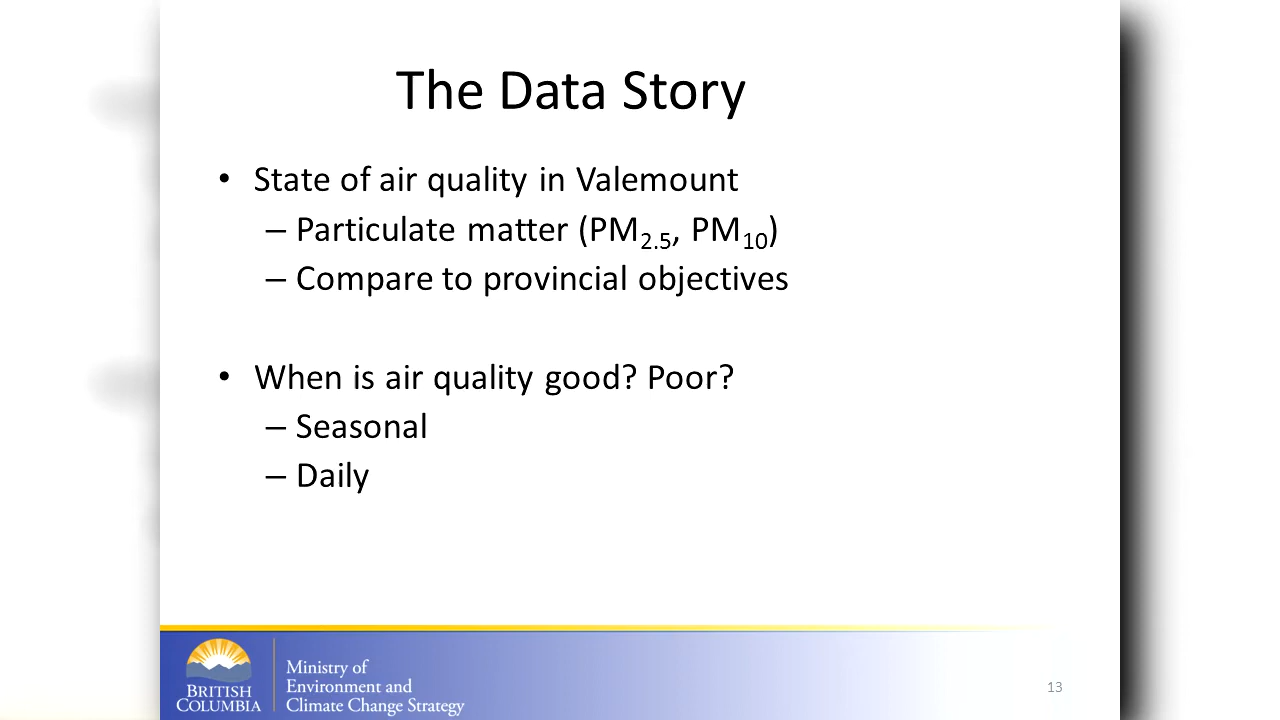 The Data Story
• State of air quality in Valemount
– Particulate matter (PM2.5, PM10)
– Compare to provincial objectives
• When is air quality good? Poor?
– Seasonal
– Daily
BRITISH
COLUMBIA
Ministry of
Environment and
Climate Change Strategy
13